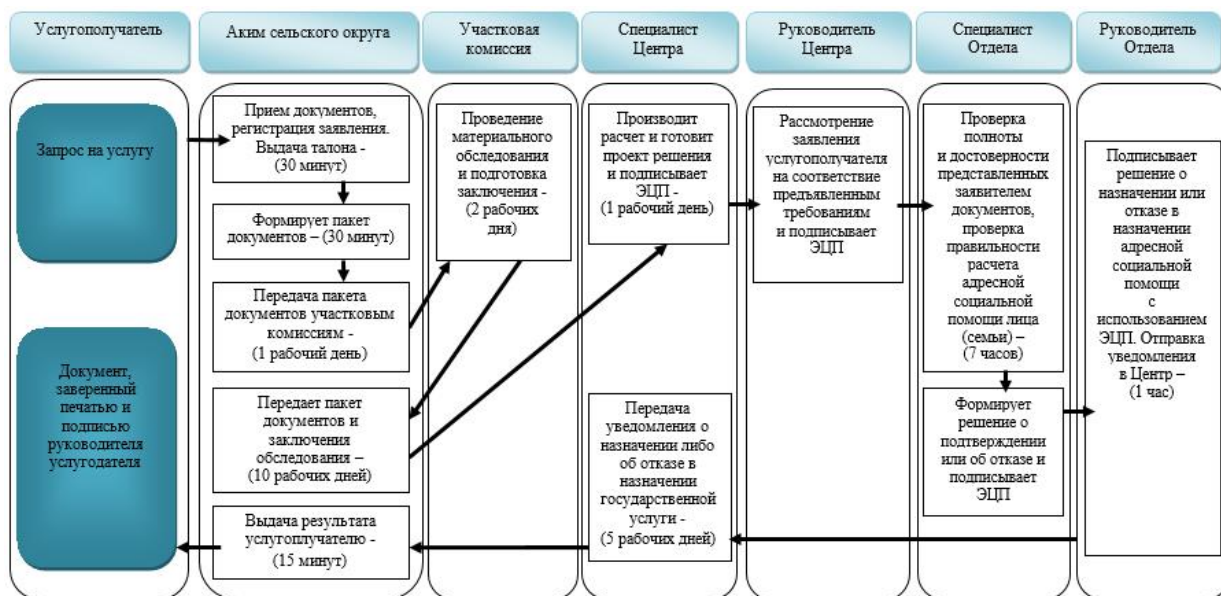 Услугополучатель
Аким сельского округа
Участковая
комиссия
Специалист
Центра
Руководитель
Центра
Специалист
Отдела
Руководитель
Отдела
Запрос на услугу
Документ,
заверенный
печатью и
подписью
руководителя
услугодателя
Прием документов,
регистрация заявления.
Выдача талона -
(30 минут)
Формирует пакет
документов – (30 минут)
Передача пакета
документов участковым
комиссиям -
(1 рабочий день)
Передает пакет
документов и
заключения
обследования –
(10 рабочих дней)
Выдача результата
услугоплучателю -
(15 минут)
Проведение
материального
обследования
и подготовка
заключения -
(2 рабочих
дня)
Производит
расчет и готовит
проект решения
и подписывает
ЭЦП -
(1 рабочий день)
Передача
уведомления о
назначении либо
об отказе в
назначении
государственной
услуги -
(5 рабочих дней)
Рассмотрение
заявления
услугополучателя
на соответствие
предъявленным
требованиям
и подписывает
ЭЦП
Проверка
полноты
и достоверности
представленных
заявителем
документов,
проверка
правильности
расчета
адресной
социальной
помощи лица
(семьи) –
(7 часов)
Формирует
решение о
подтверждении
или об отказе и
подписывает
ЭЦП
Подписывает
решение о
назначении или
отказе в
назначении
адресной
социальной
помощи
с
использованием
ЭЦП. Отправка
уведомления
в Центр –
(1 час)